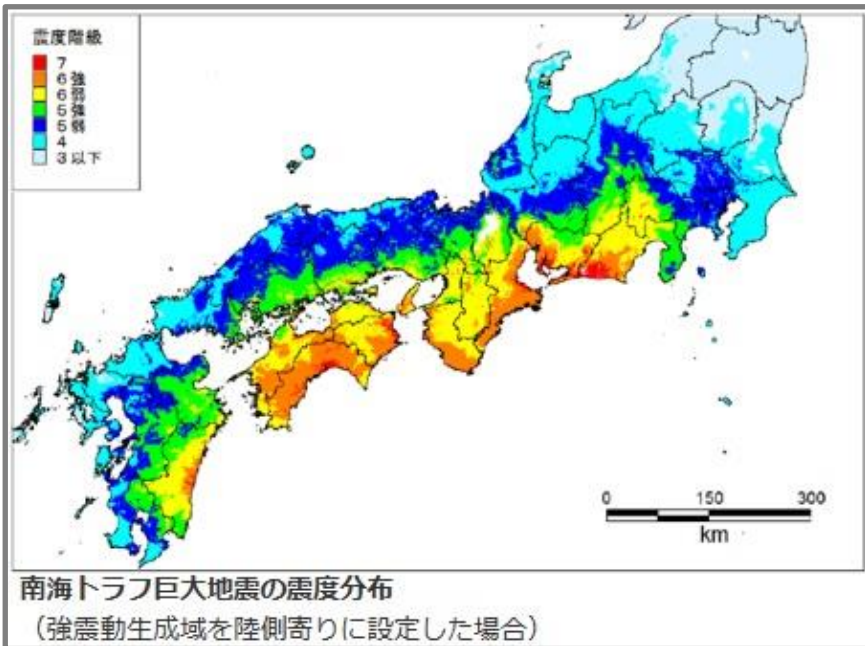 震度階級
7
6強
6弱
5強
5弱
4
3以下
0 150 300
km
南海トラフ巨大地震の震度分布
（強震動生成域を陸側寄りに設定した場合）